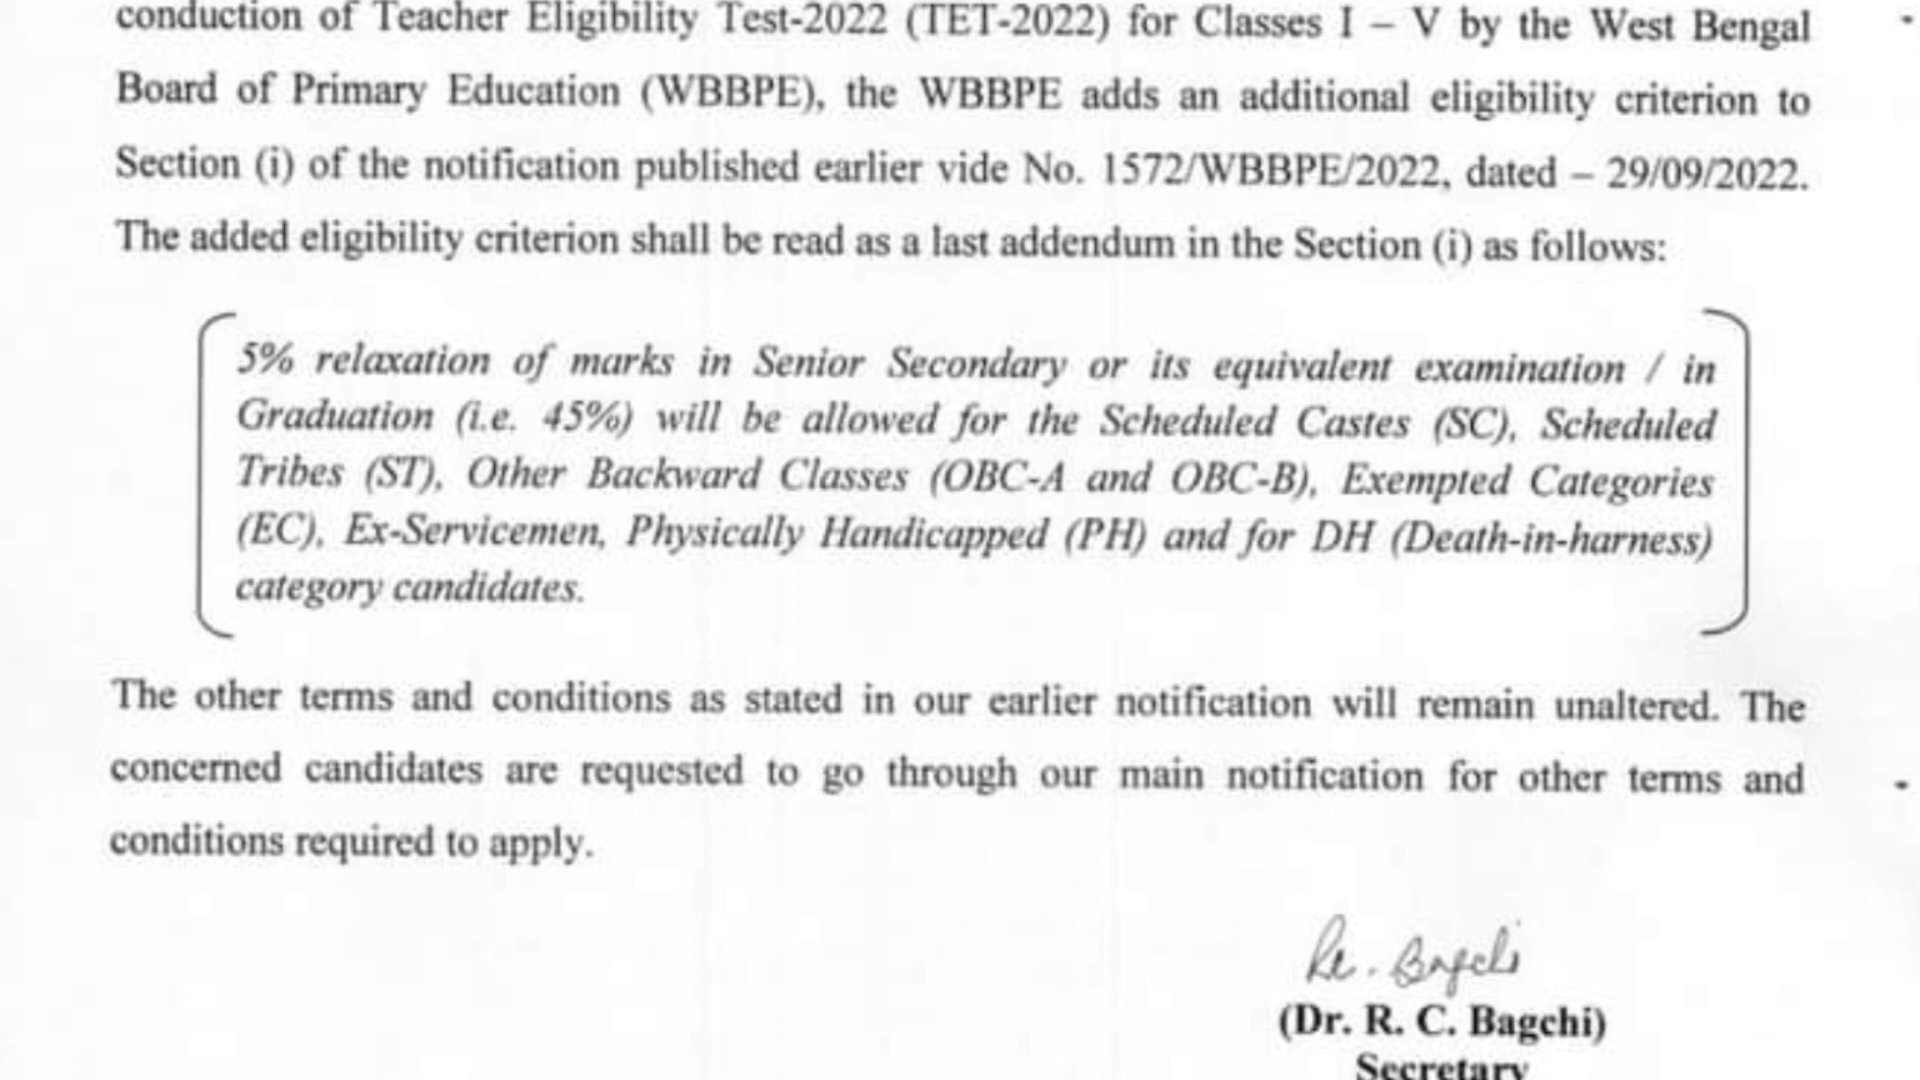 conduction of Teacher Eligibility Test-2022 (TET-2022) for Classes I – V by the West Bengal
Board of Primary Education (WBBPE), the WBBPE adds an additional eligibility criterion to
Section (i) of the notification published earlier vide No. 1572/WBBPE/2022, dated – 29/09/2022.
The added eligibility criterion shall be read as a last addendum in the Section (i) as follows:
5% relaxation of marks in Senior Secondary or its equivalent examination / in
Graduation (i.e. 45%) will be allowed for the Scheduled Castes (SC), Scheduled
Tribes (ST), Other Backward Classes (OBC-A and OBC-B), Exempted Categories
(EC), Ex-Servicemen, Physically Handicapped (PH) and for DH (Death-in-harness)
category candidates.
The other terms and conditions as stated in our earlier notification will remain unaltered. The
concerned candidates are requested to go through our main notification for other terms and
conditions required to apply.
Rc. Bagchi
(Dr. R. C. Bagchi)
Secretary